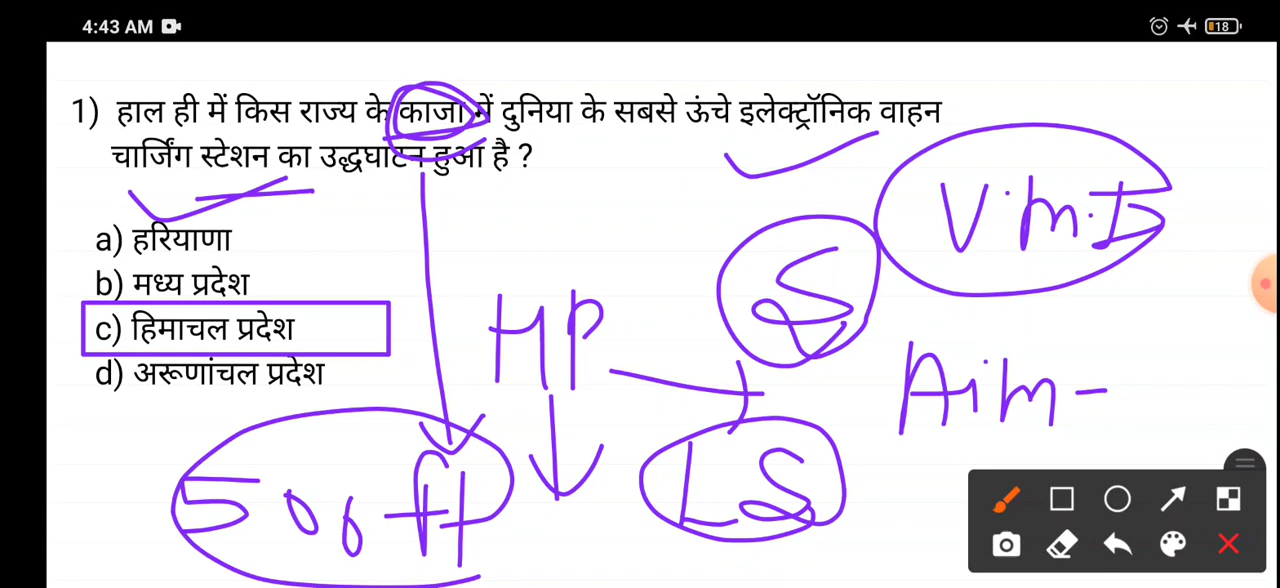 4:43 AM
18
1) हाल ही में किस राज्य के काजा में दुनिया के सबसे ऊंचे इलेक्ट्रॉनिक वाहन
चार्जिंग स्टेशन का उद्धघाटन हुआ है ?
a) हरियाणा
b) मध्य प्रदेश
c) हिमाचल प्रदेश
d) अरूणांचल प्रदेश
V.M.I
S
HP
Aim -
500 ft
LS